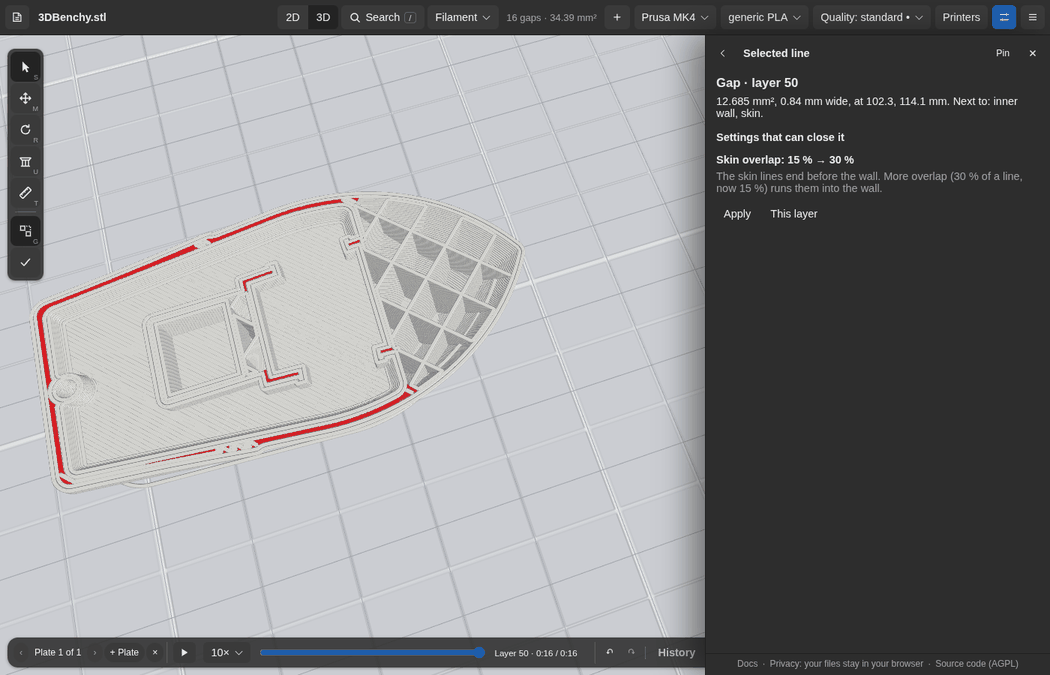 3DBenchy.stl
2D 3D Search / Filament 16 gaps · 34.39 mm² + Prusa MK4 generic PLA Quality: standard • Printers
S
M
R
U
T
G
Selected line Pin ×
Gap · layer 50
12.685 mm², 0.84 mm wide, at 102.3, 114.1 mm. Next to: inner
wall, skin.
Settings that can close it
Skin overlap: 15 % → 30 %
The skin lines end before the wall. More overlap (30 % of a line,
now 15 %) runs them into the wall.
Apply This layer
‹ Plate 1 of 1 › + Plate × 10× Layer 50 · 0:16 / 0:16 History
Docs · Privacy: your files stay in your browser · Source code (AGPL)